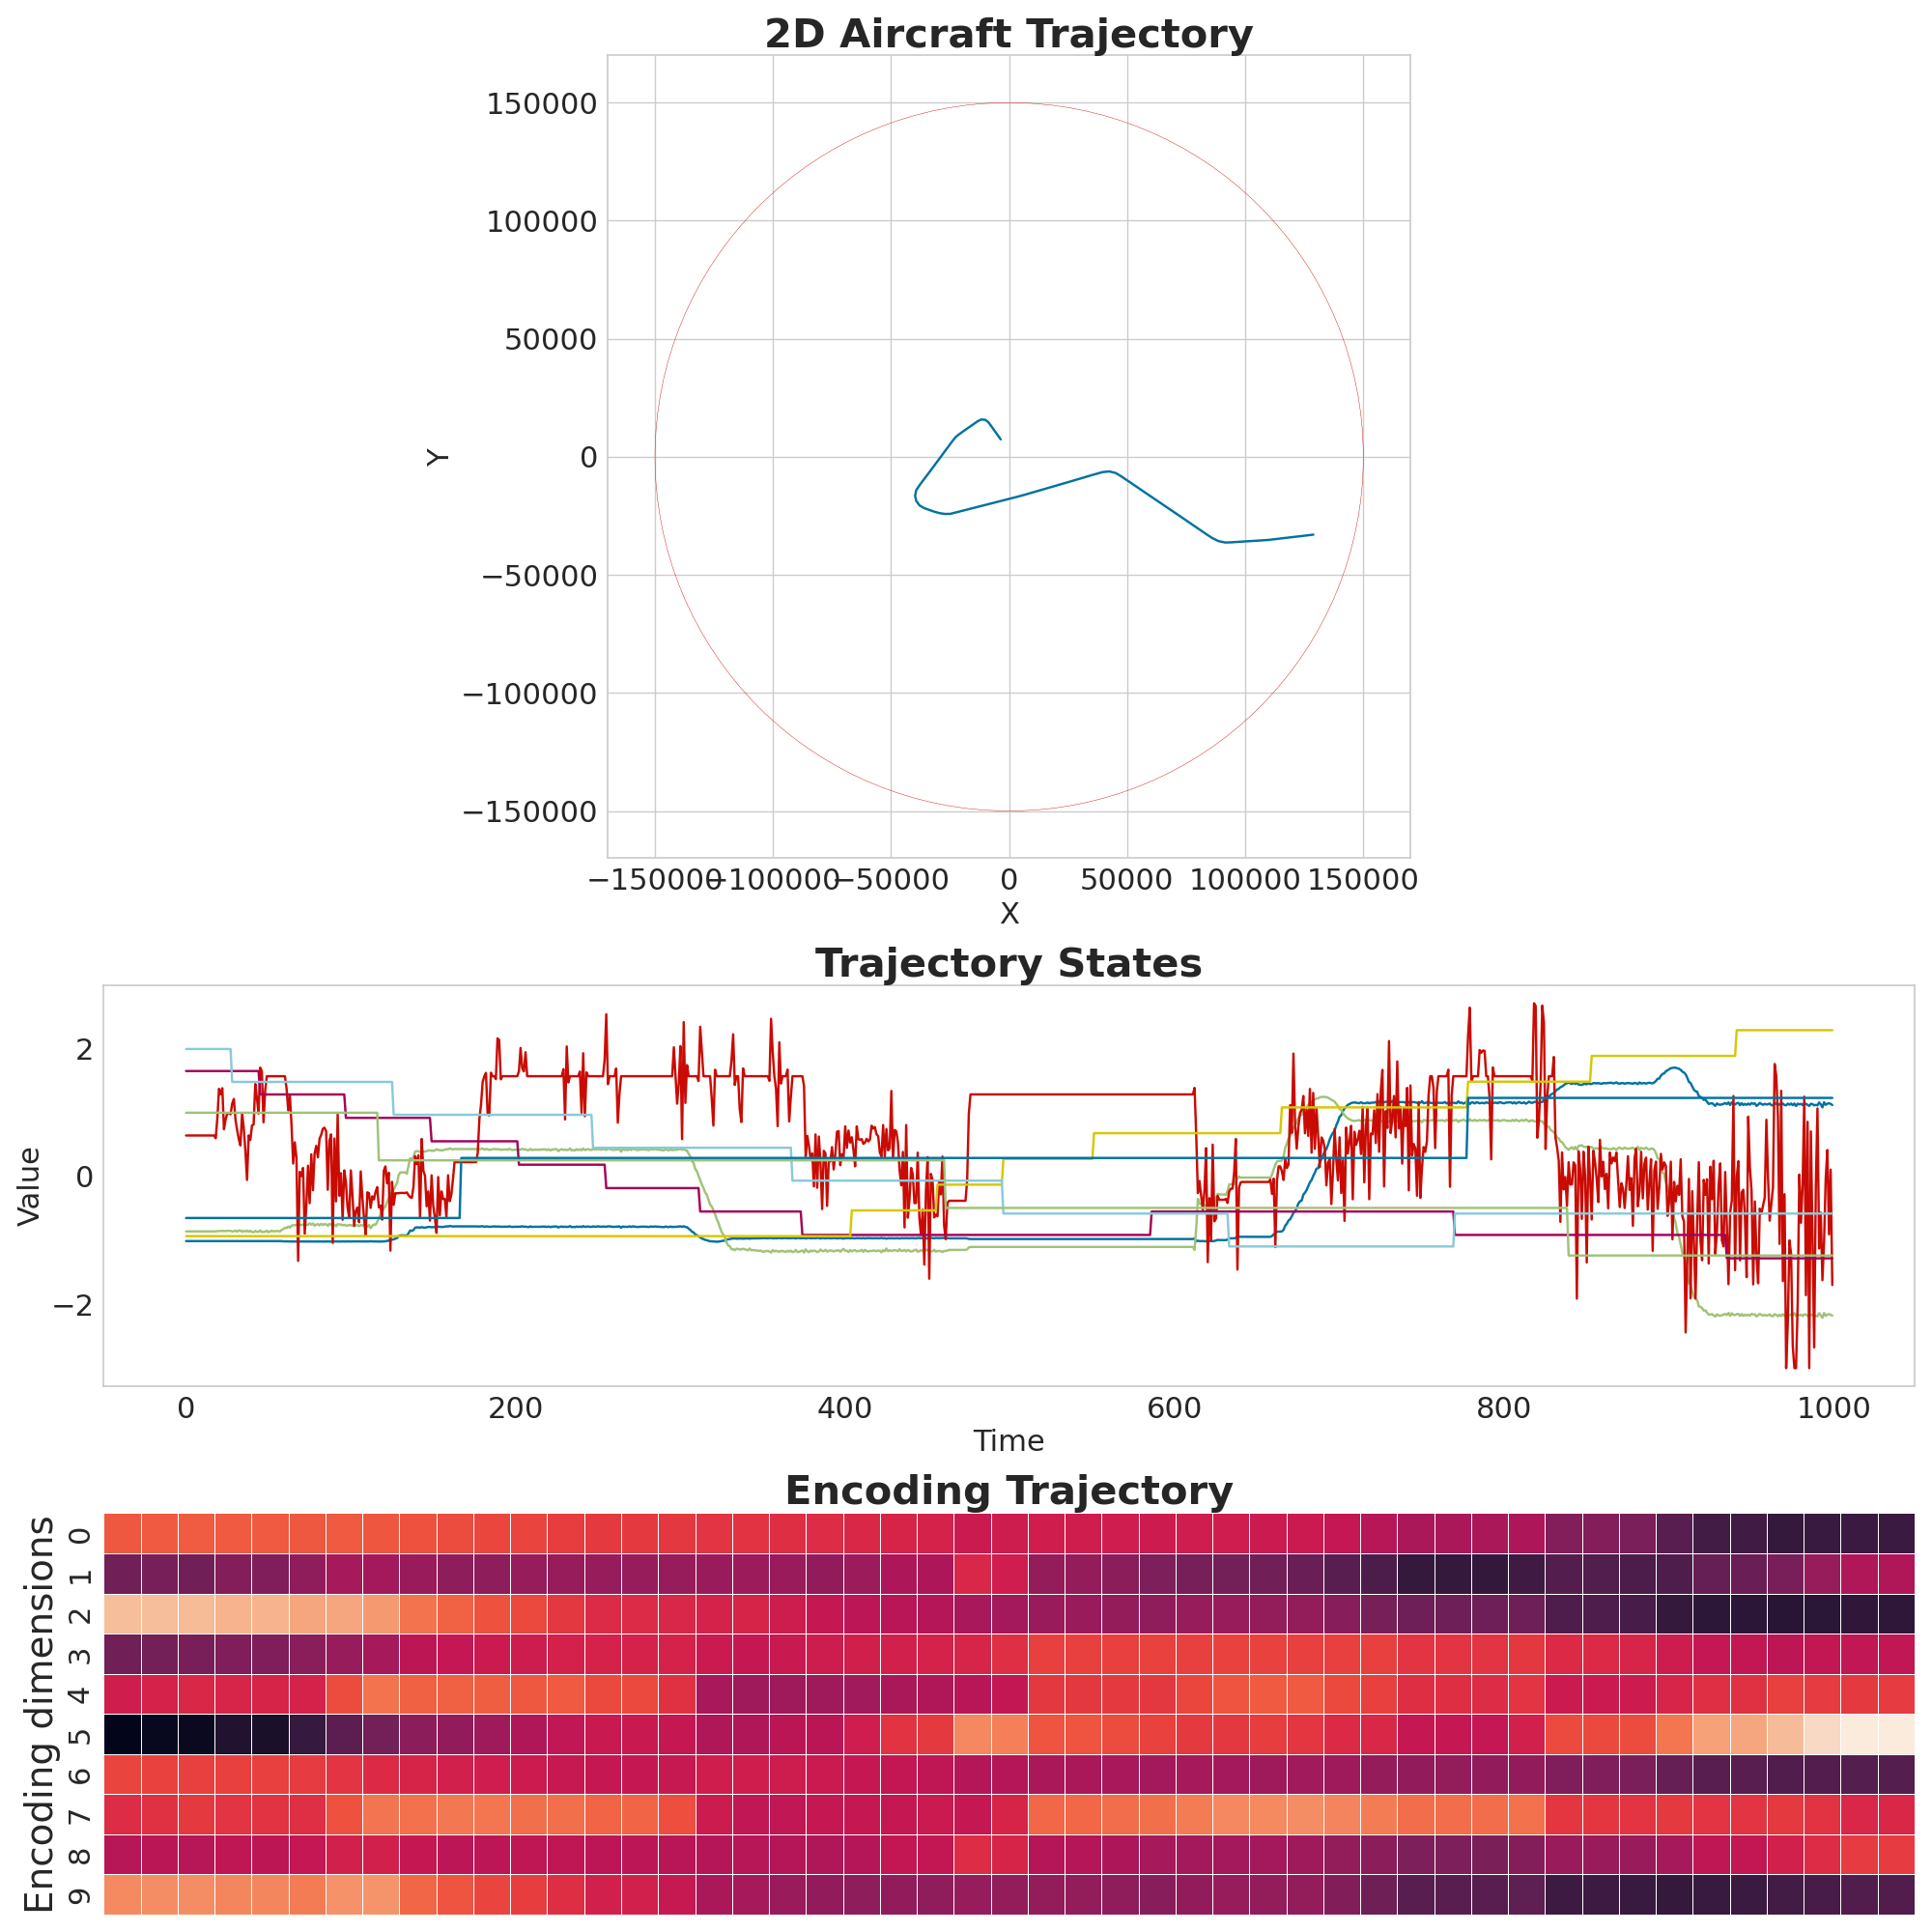 2D Aircraft Trajectory
150000
100000
50000
0
−50000
−100000
−150000
Y
−150000 −100000 −50000 0 50000 100000 150000
X
Trajectory States
2
0
−2
Value
0 200 400 600 800 1000
Time
Encoding Trajectory
Encoding dimensions
0
1
2
3
4
5
6
7
8
9